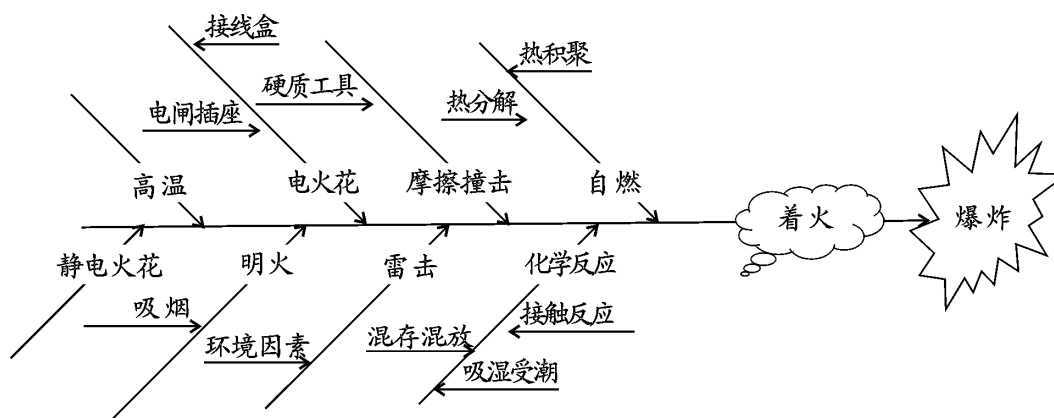 接线盒
热积聚
硬质工具
电闸插座
热分解
高温
电火花
摩擦撞击
自燃
着火
爆炸
静电火花
明火
雷击
化学反应
吸烟
接触反应
环境因素
混存混放
吸湿受潮